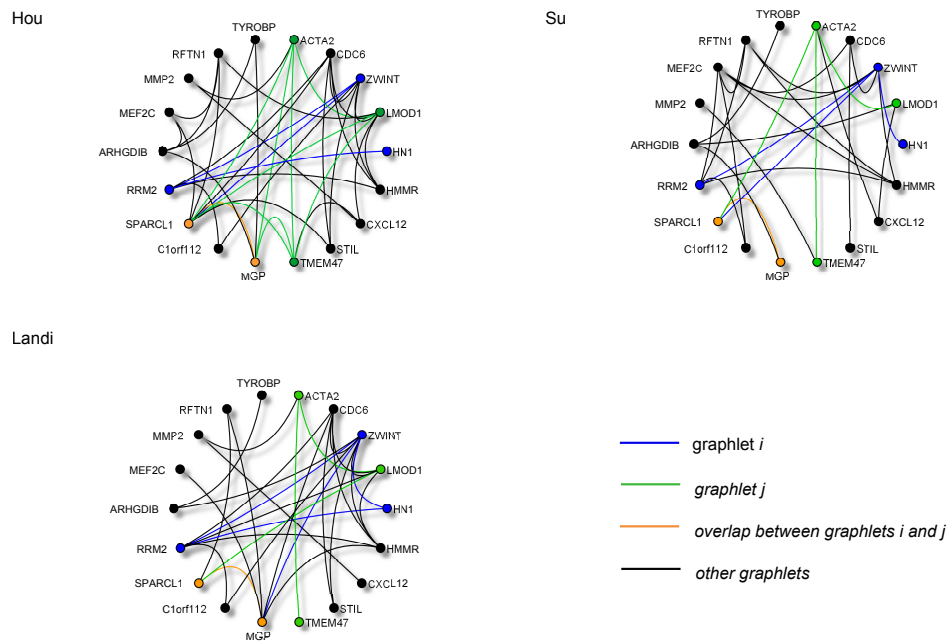 Hou
TYROBP
ACTA2
RFTN1
CDC6
MMP2
ZWINT
MEF2C
LMOD1
ARHGDIB
HN1
RRM2
HMMR
SPARCL1
CXCL12
C1orf112
STIL
MGP
TMEM47
Su
TYROBP
ACTA2
RFTN1
CDC6
MEF2C
ZWINT
MMP2
LMOD1
ARHGDIB
HN1
RRM2
HMMR
SPARCL1
CXCL12
C1orf112
STIL
MGP
TMEM47
Landi
TYROBP
ACTA2
RFTN1
CDC6
MMP2
ZWINT
MEF2C
LMOD1
ARHGDIB
HN1
RRM2
HMMR
SPARCL1
CXCL12
C1orf112
STIL
MGP
TMEM47
graphlet i
graphlet j
overlap between graphlets i and j
other graphlets